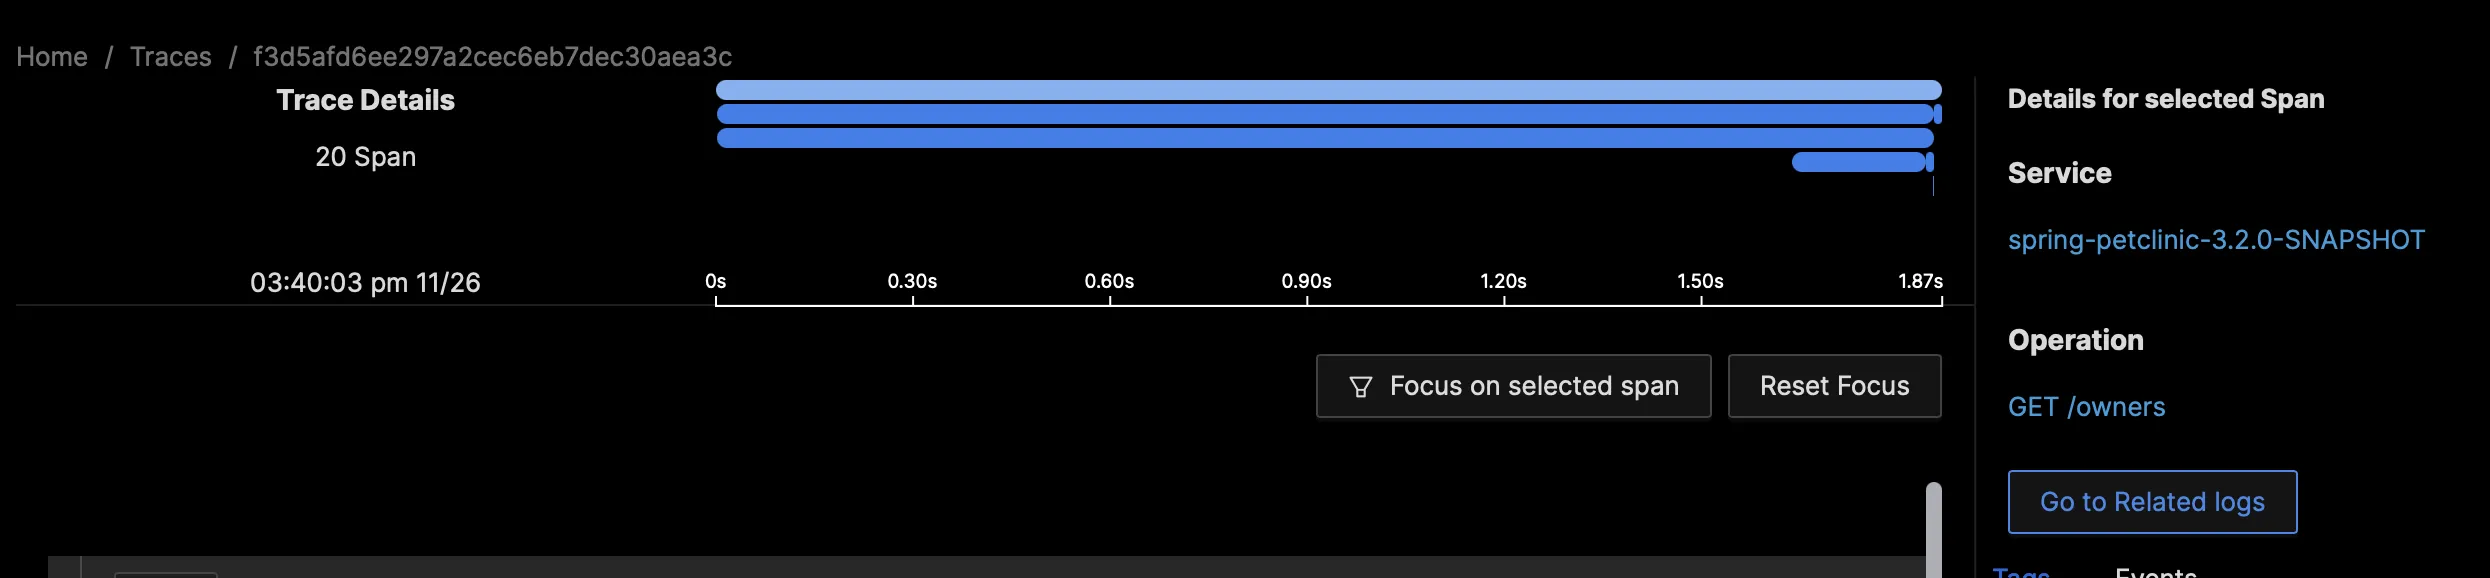 Home / Traces / f3d5afd6ee297a2cec6eb7dec30aea3c
Trace Details
20 Span
03:40:03 pm 11/26
0s 0.30s 0.60s 0.90s 1.20s 1.50s 1.87s
Focus on selected span
Reset Focus
Details for selected Span
Service
spring-petclinic-3.2.0-SNAPSHOT
Operation
GET /owners
Go to Related logs
Tags Events